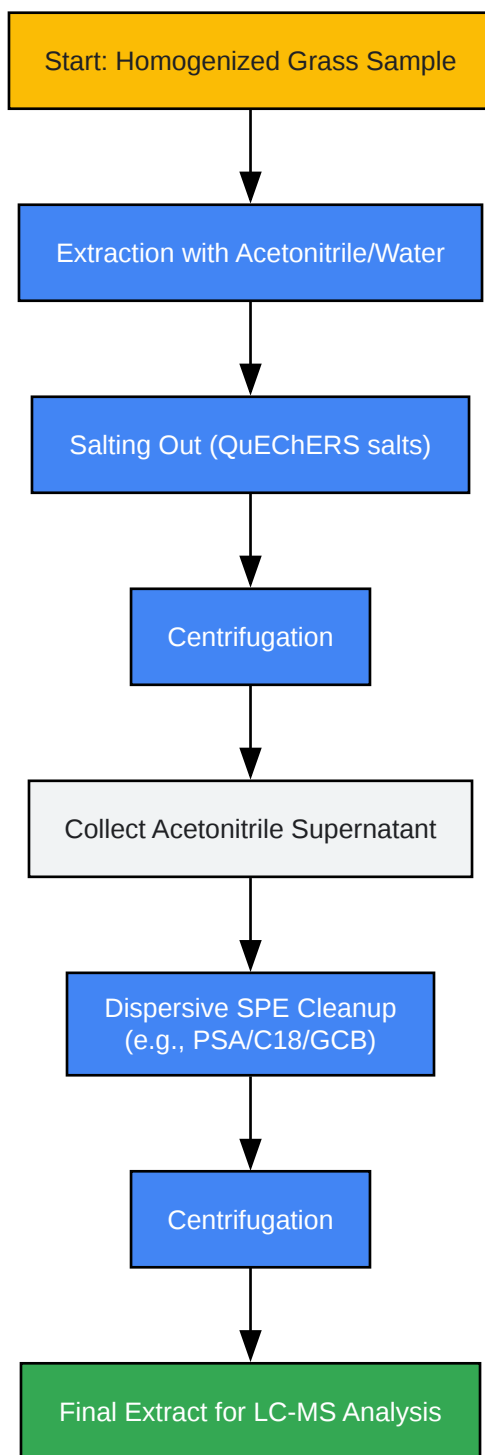 Start: Homogenized Grass Sample
Extraction with Acetonitrile/Water
Salting Out (QuEChERS salts)
Centrifugation
Collect Acetonitrile Supernatant
Dispersive SPE Cleanup
(e.g., PSA/C18/GCB)
Centrifugation
Final Extract for LC-MS Analysis